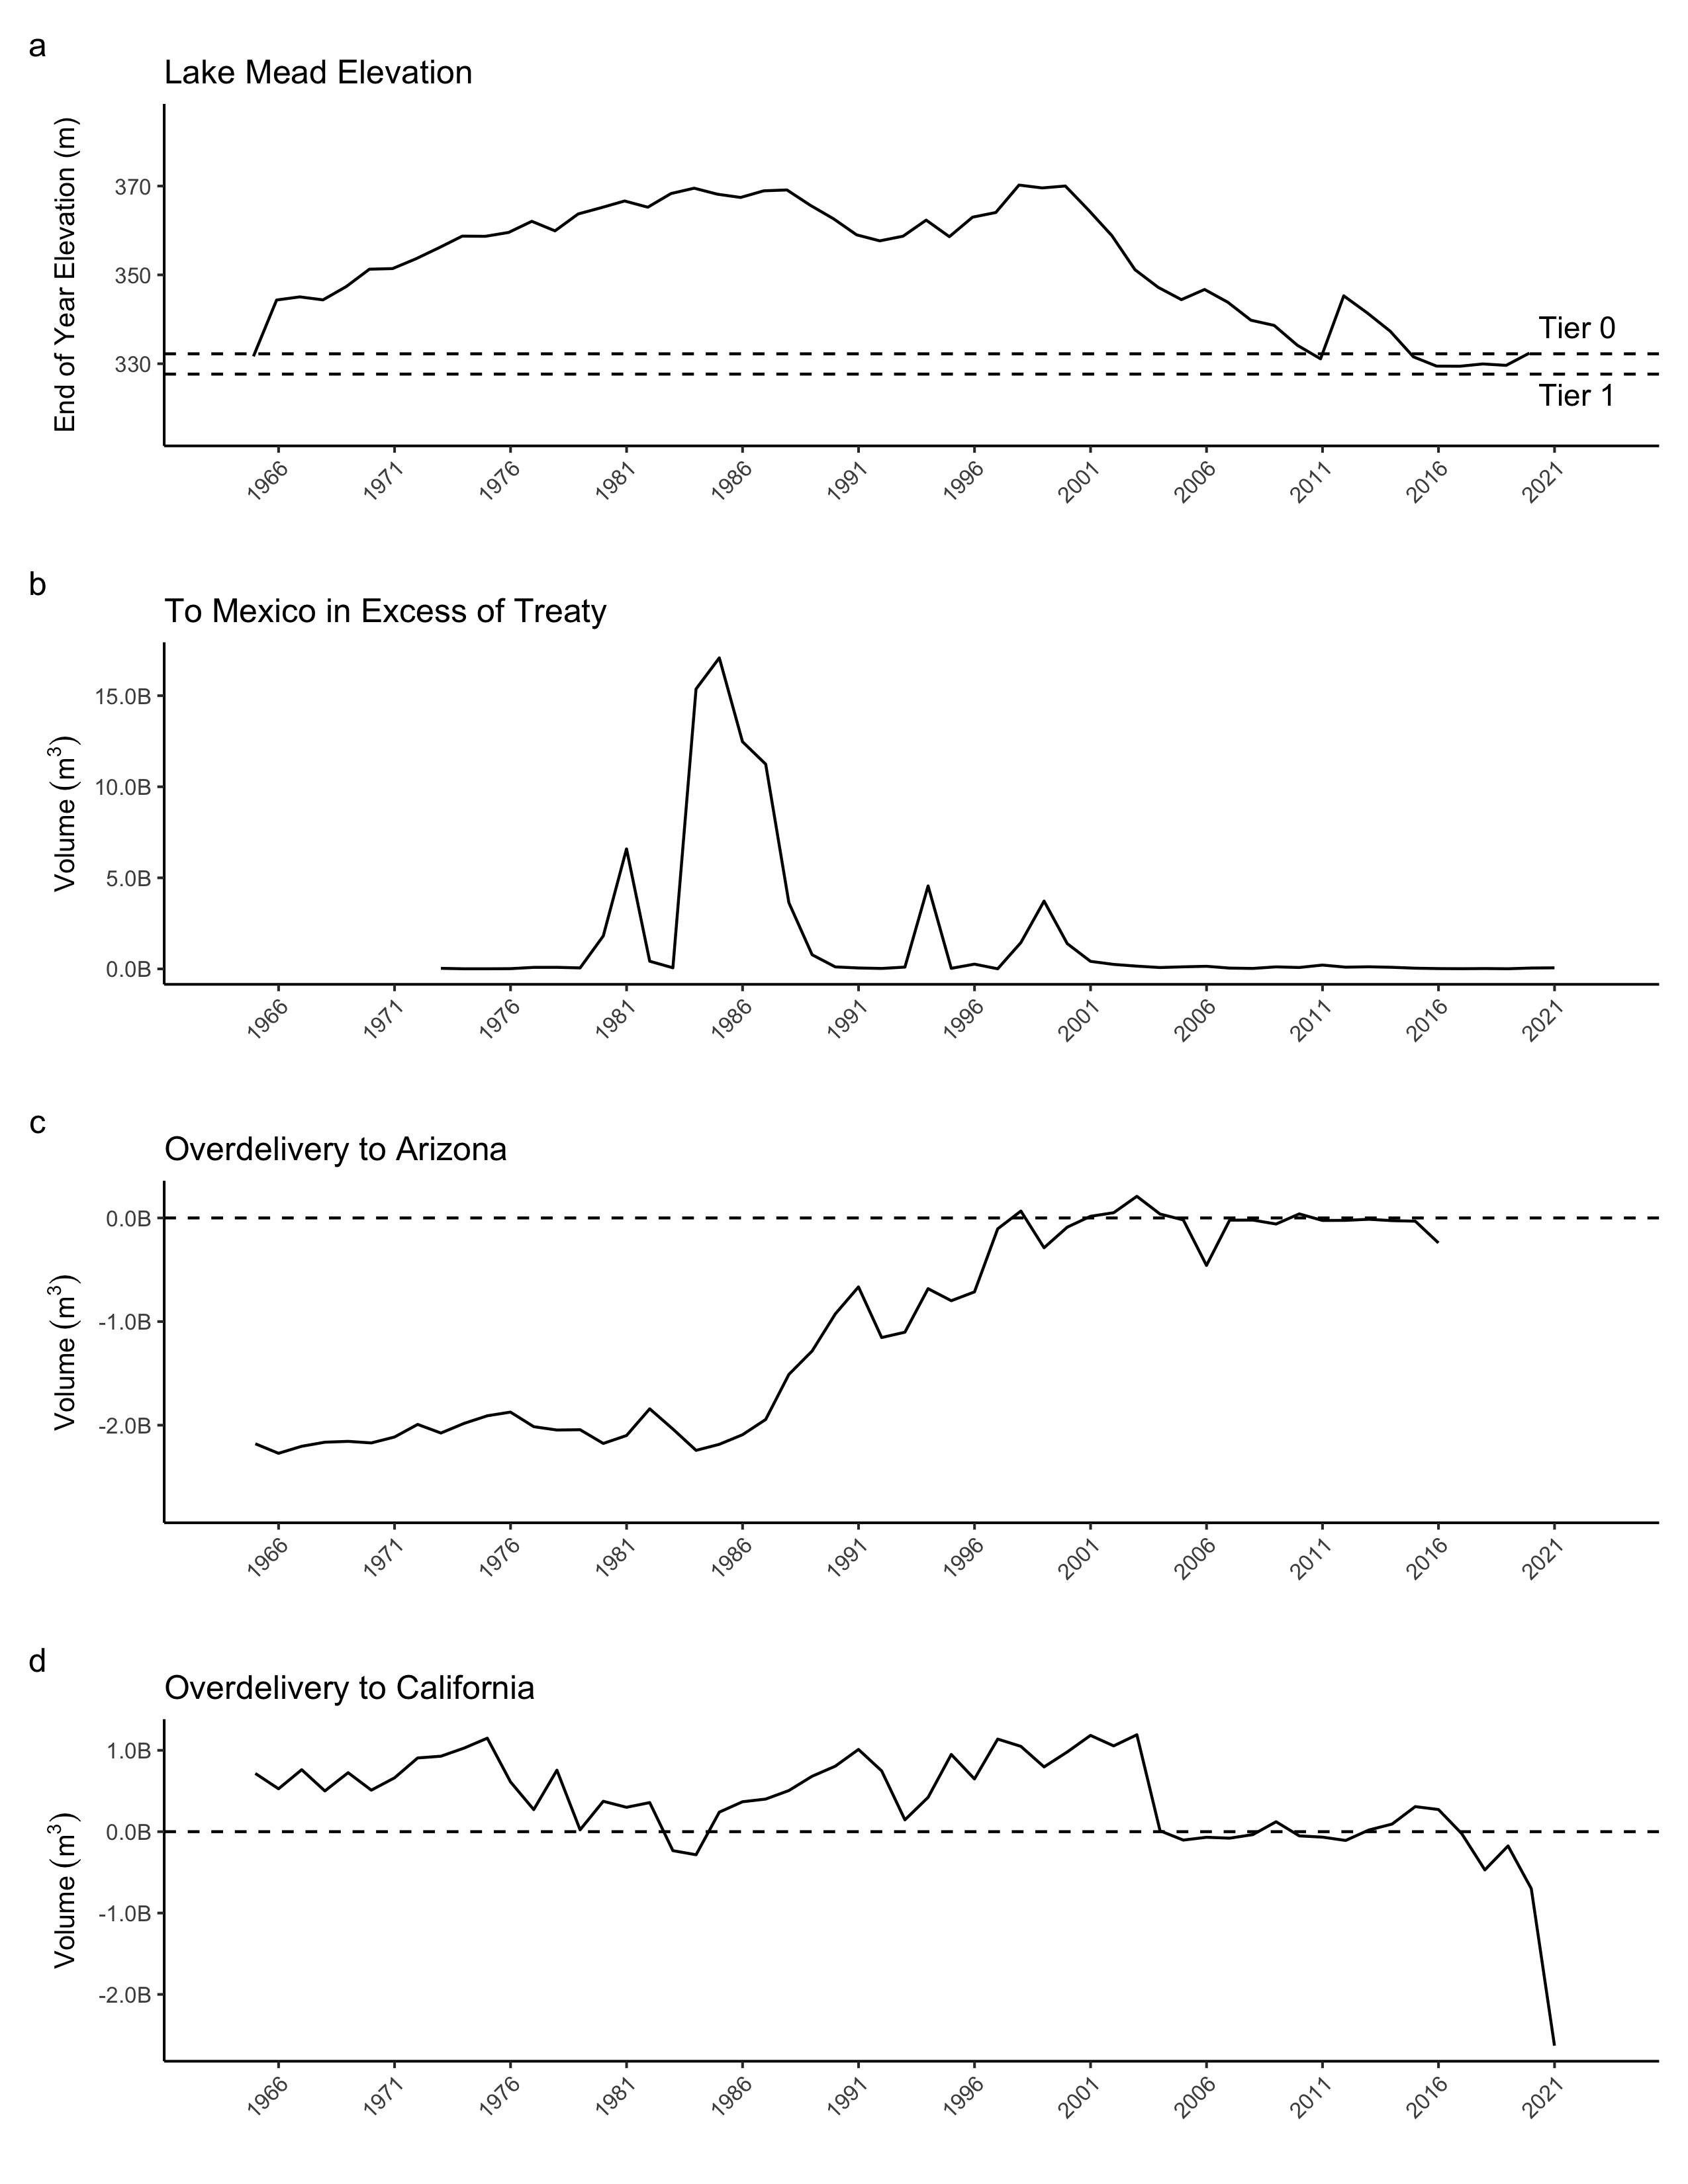 a
Lake Mead Elevation
End of Year Elevation (m)
370
350
330
Tier 0
Tier 1
1966 1971 1976 1981 1986 1991 1996 2001 2006 2011 2016 2021
b
To Mexico in Excess of Treaty
Volume (m³)
15.0B
10.0B
5.0B
0.0B
1966 1971 1976 1981 1986 1991 1996 2001 2006 2011 2016 2021
c
Overdelivery to Arizona
Volume (m³)
0.0B
-1.0B
-2.0B
1966 1971 1976 1981 1986 1991 1996 2001 2006 2011 2016 2021
d
Overdelivery to California
Volume (m³)
1.0B
0.0B
-1.0B
-2.0B
1966 1971 1976 1981 1986 1991 1996 2001 2006 2011 2016 2021